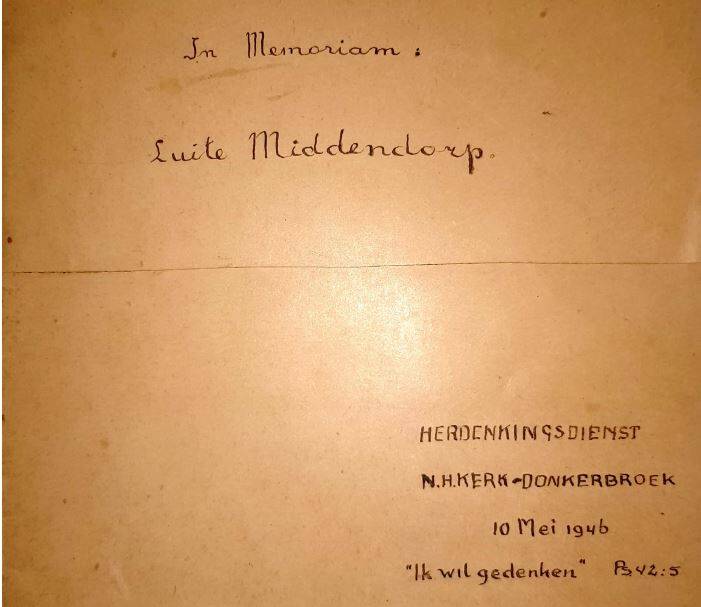 In Memoriam :
Luite Middendorp.
HERDENKINGSDIENST
N.H.KERK-DONKERBROEK
10 Mei 1946
"Ik wil gedenken" Ps 42:5